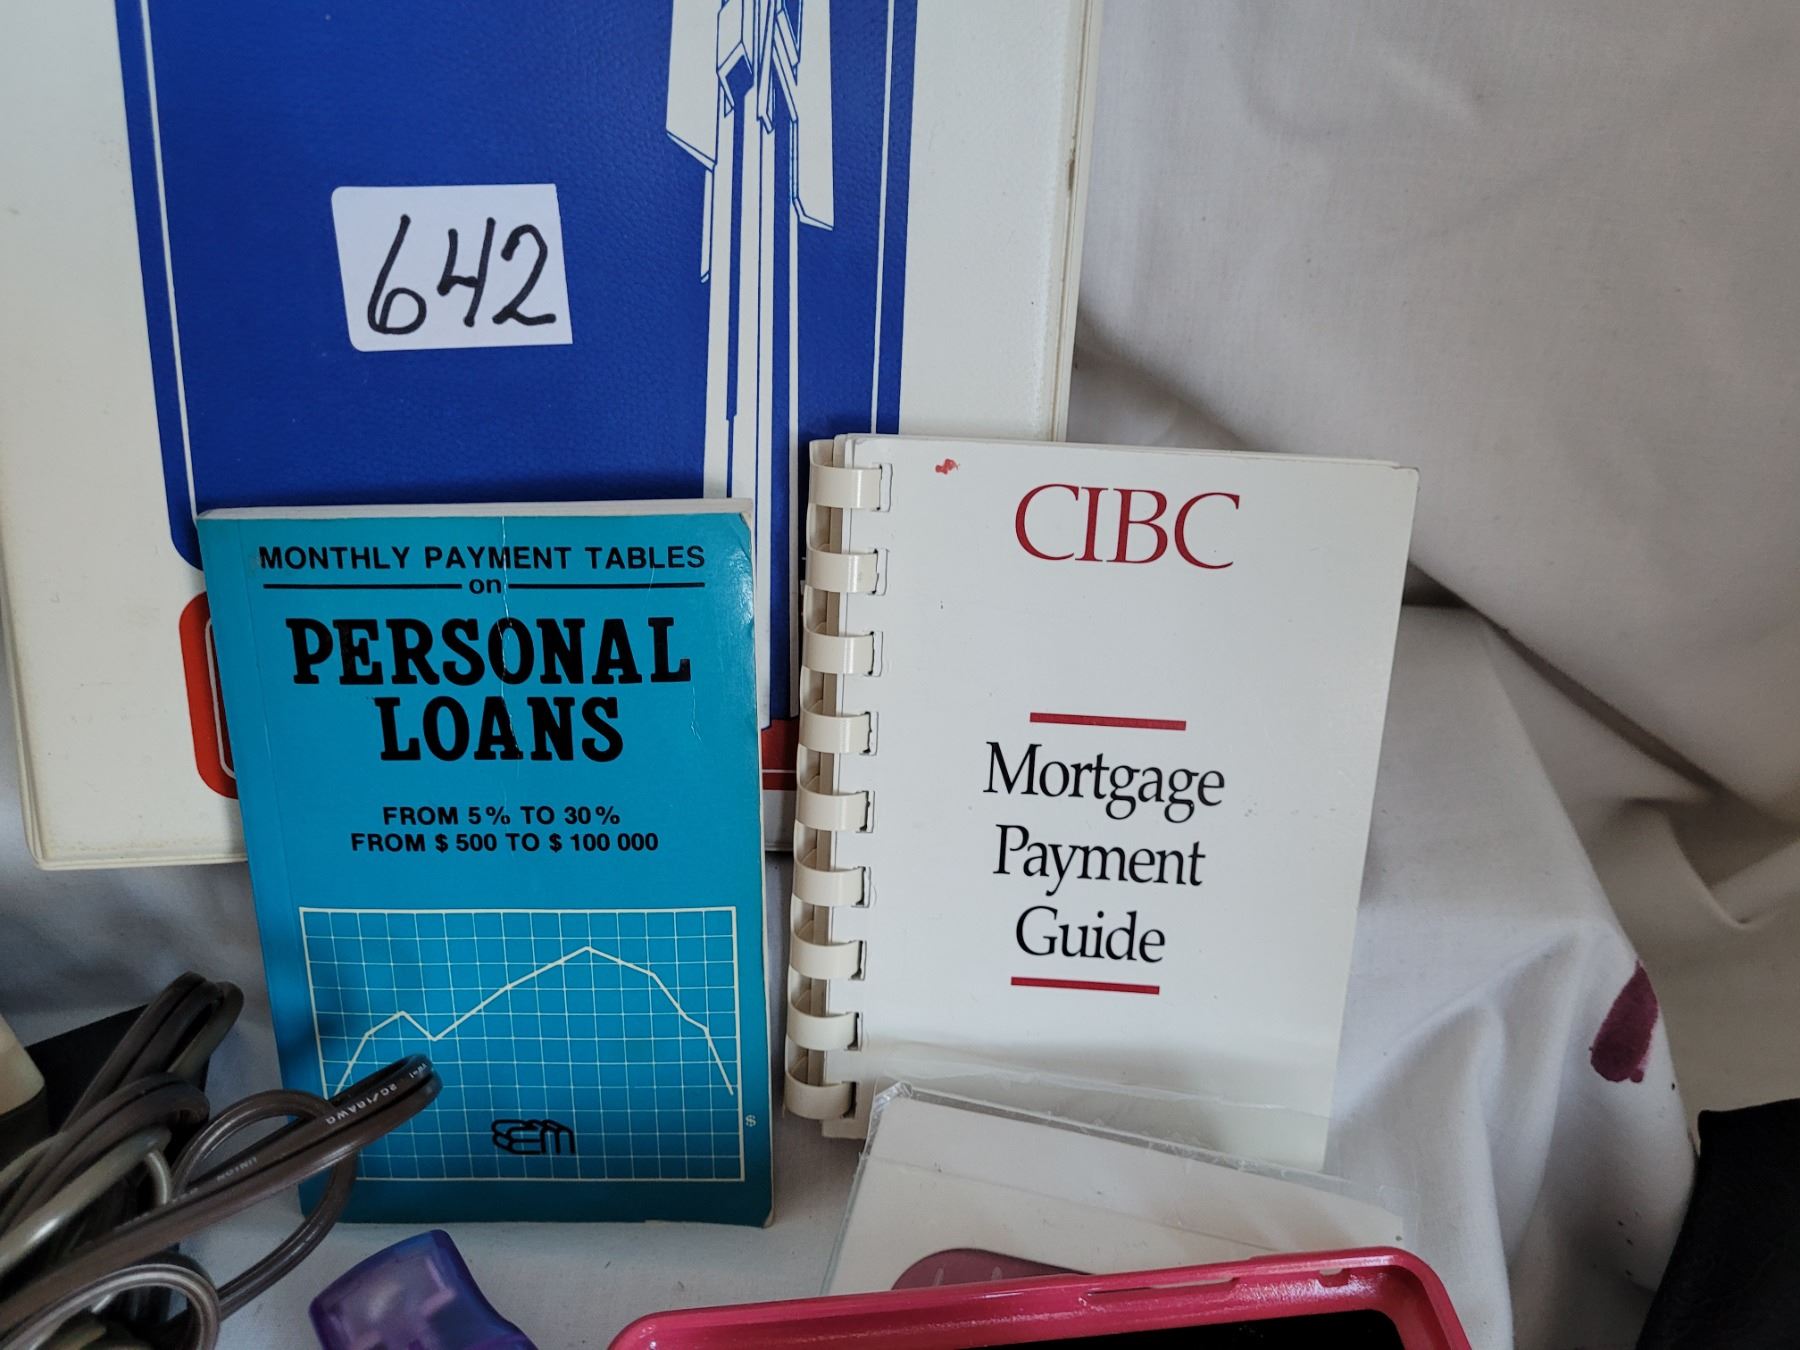 642
MONTHLY PAYMENT TABLES
on
PERSONAL
LOANS
FROM 5% TO 30%
FROM $ 500 TO $ 100 000
$
CIBC
Mortgage
Payment
Guide